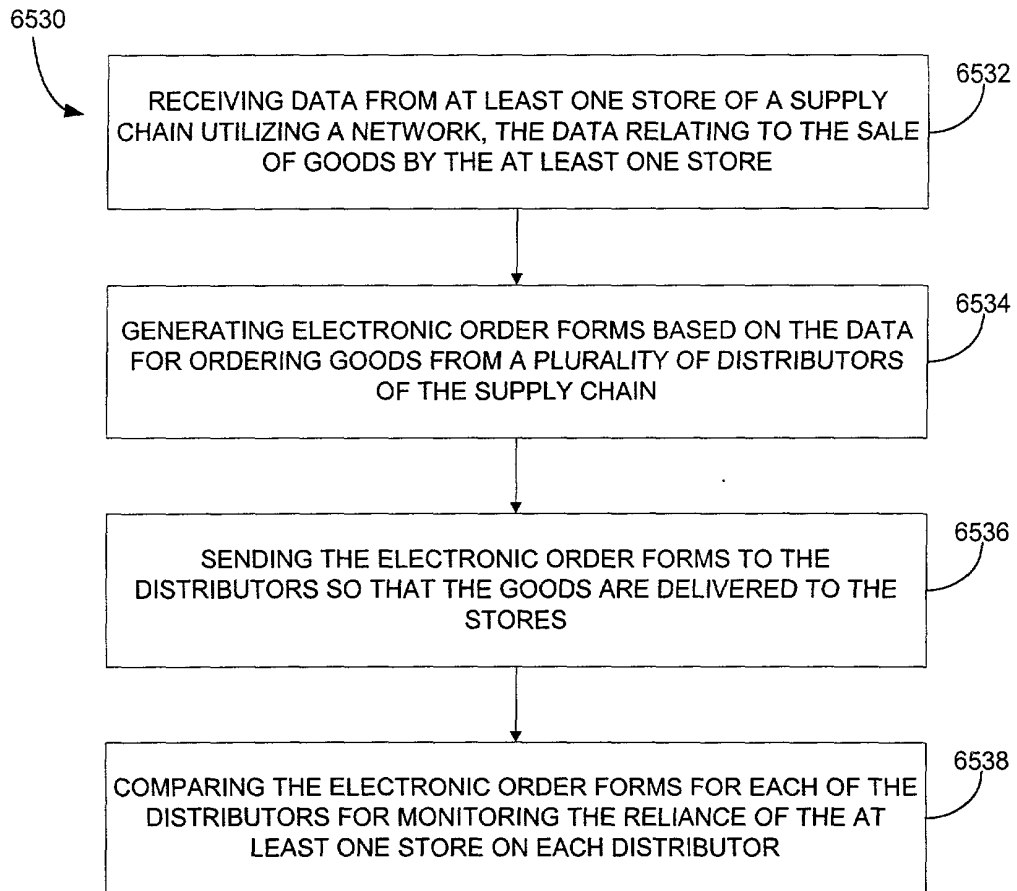 6530
6532
RECEIVING DATA FROM AT LEAST ONE STORE OF A SUPPLY
CHAIN UTILIZING A NETWORK, THE DATA RELATING TO THE SALE
OF GOODS BY THE AT LEAST ONE STORE
6534
GENERATING ELECTRONIC ORDER FORMS BASED ON THE DATA
FOR ORDERING GOODS FROM A PLURALITY OF DISTRIBUTORS
OF THE SUPPLY CHAIN
6536
SENDING THE ELECTRONIC ORDER FORMS TO THE
DISTRIBUTORS SO THAT THE GOODS ARE DELIVERED TO THE
STORES
6538
COMPARING THE ELECTRONIC ORDER FORMS FOR EACH OF THE
DISTRIBUTORS FOR MONITORING THE RELIANCE OF THE AT
LEAST ONE STORE ON EACH DISTRIBUTOR